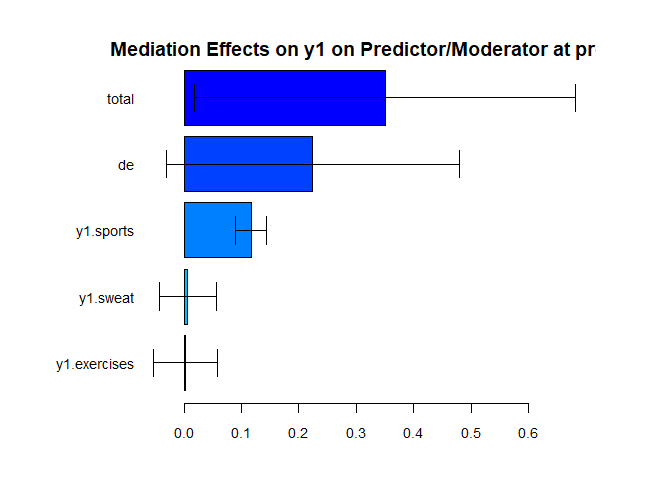 Mediation Effects on y1 on Predictor/Moderator at pr
total
de
y1.sports
y1.sweat
y1.exercises
0.0 0.1 0.2 0.3 0.4 0.5 0.6